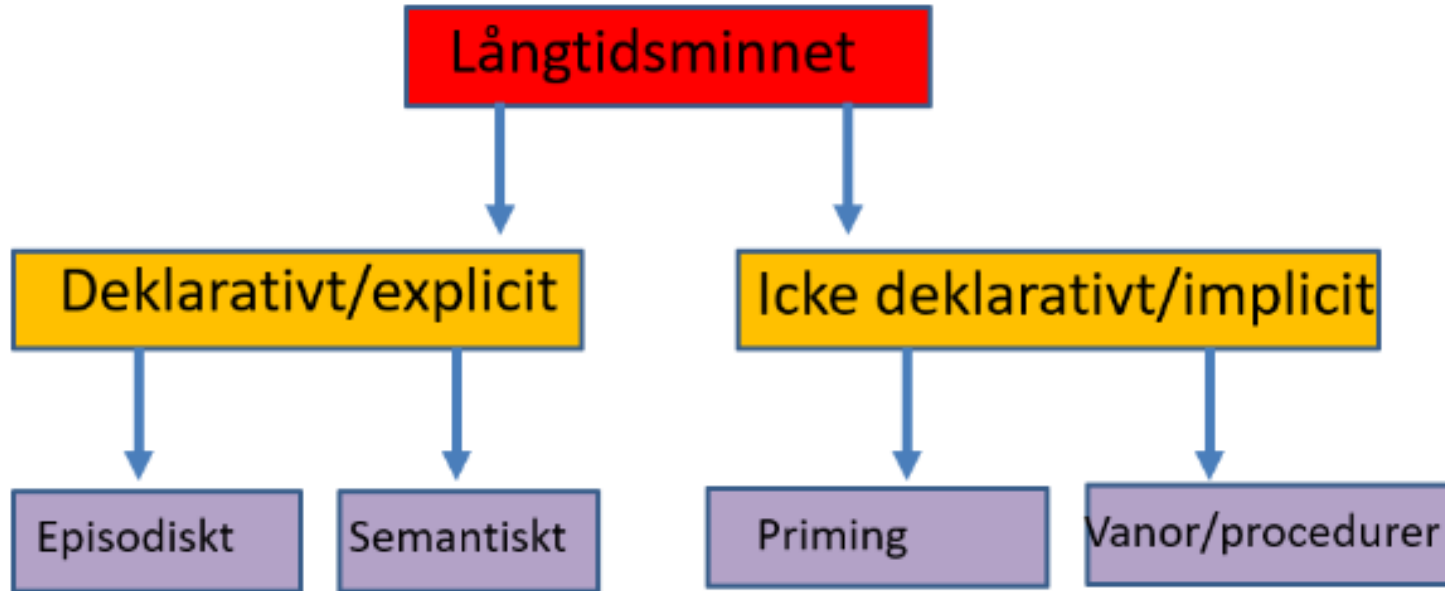 Långtidsminnet
Deklarativt/explicit
Icke deklarativt/implicit
Episodiskt
Semantiskt
Priming
Vanor/procedurer